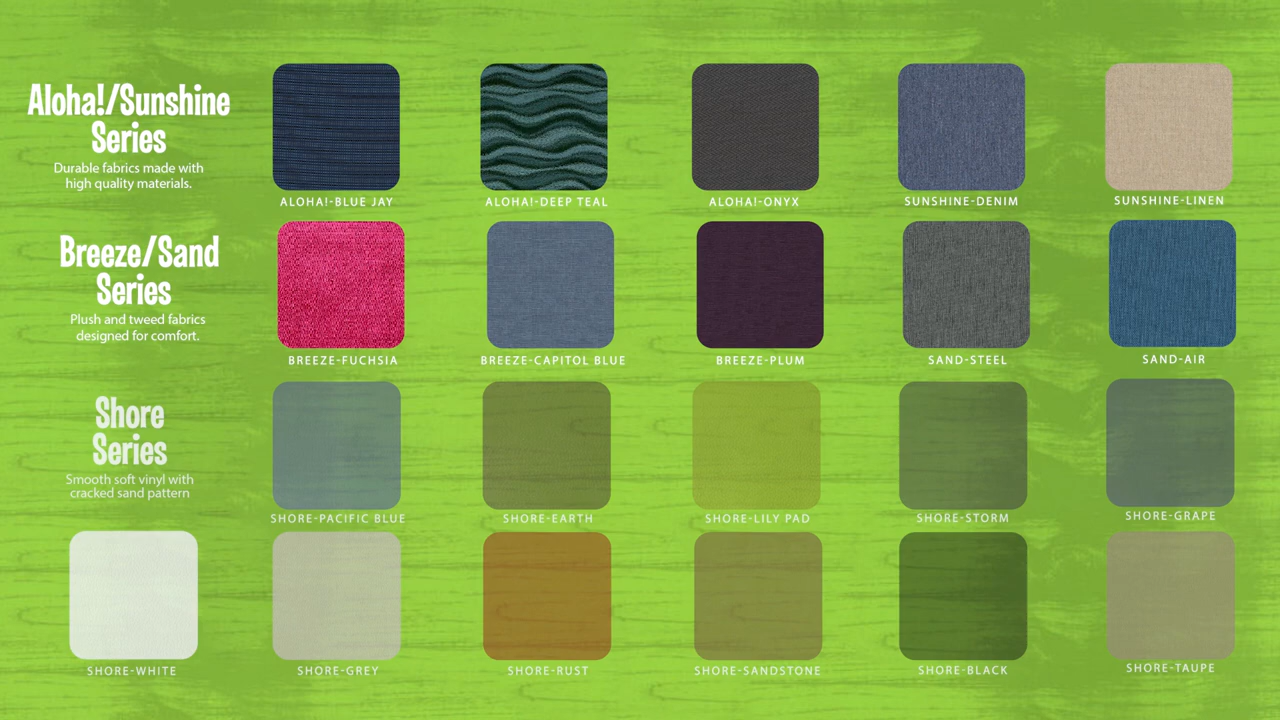 Aloha!/Sunshine
Series
Durable fabrics made with
high quality materials.
ALOHA!-BLUE JAY
ALOHA!-DEEP TEAL
ALOHA!-ONYX
SUNSHINE-DENIM
SUNSHINE-LINEN
Breeze/Sand
Series
Plush and tweed fabrics
designed for comfort.
BREEZE-FUCHSIA
BREEZE-CAPITOL BLUE
BREEZE-PLUM
SAND-STEEL
SAND-AIR
Shore
Series
Smooth soft vinyl with
cracked sand pattern
SHORE-PACIFIC BLUE
SHORE-EARTH
SHORE-LILY PAD
SHORE-STORM
SHORE-GRAPE
SHORE-WHITE
SHORE-GREY
SHORE-RUST
SHORE-SANDSTONE
SHORE-BLACK
SHORE-TAUPE